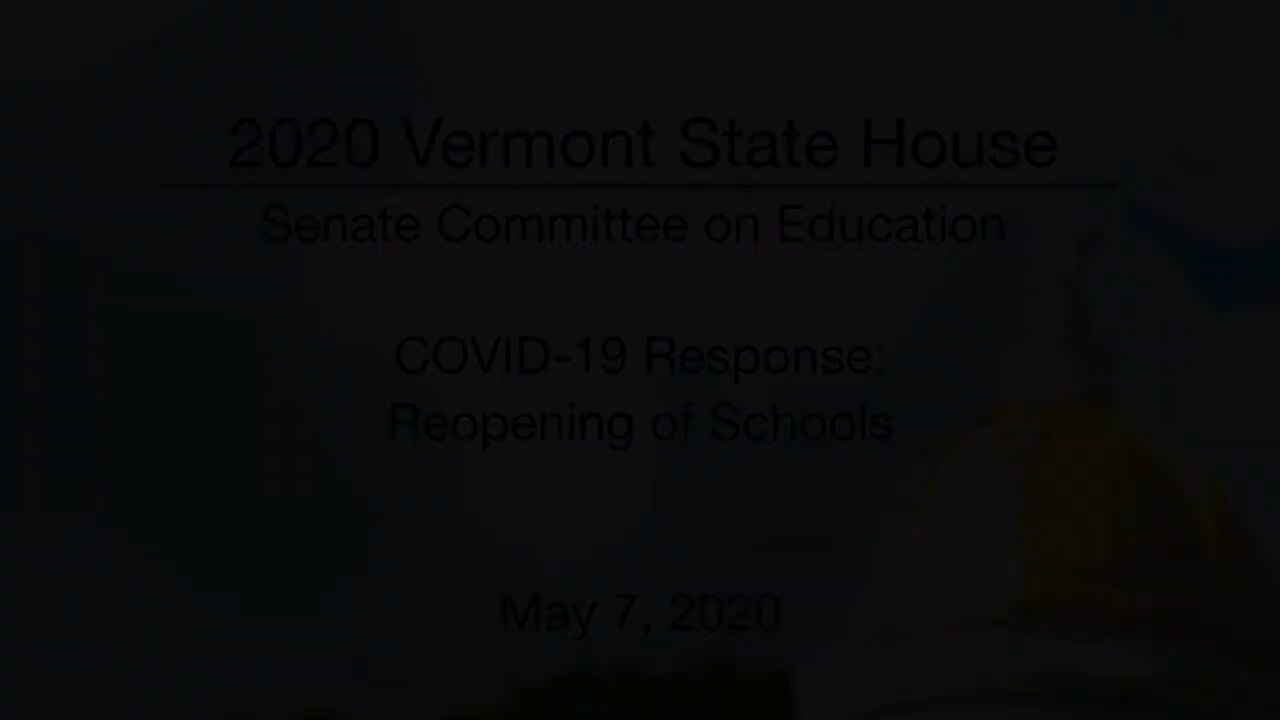 2020 Vermont State House
Senate Committee on Education
COVID-19 Response:
Reopening of Schools
May 7, 2020